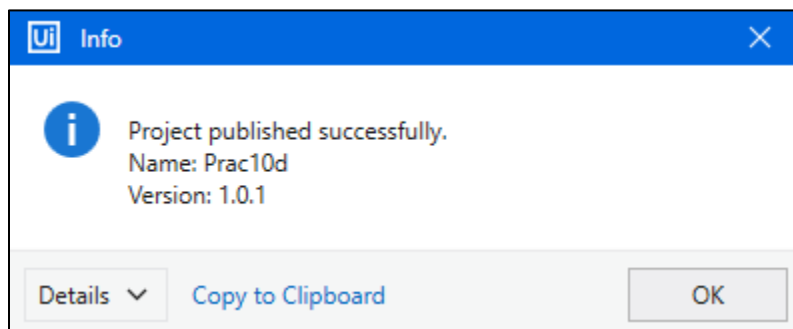 Ui Info
Project published successfully.
Name: Prac10d
Version: 1.0.1
Details Copy to Clipboard OK